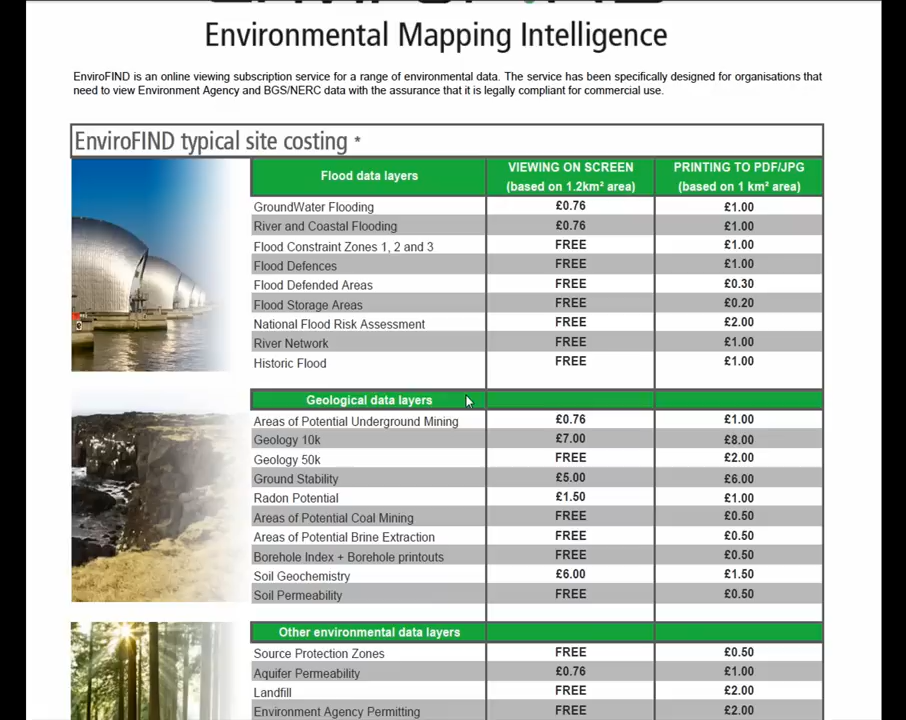 Environmental Mapping Intelligence
EnviroFIND is an online viewing subscription service for a range of environmental data. The service has been specifically designed for organisations that
need to view Environment Agency and BGS/NERC data with the assurance that it is legally compliant for commercial use.
EnviroFIND typical site costing *
Flood data layers VIEWING ON SCREEN (based on 1.2km² area) PRINTING TO PDF/JPG (based on 1 km² area)
GroundWater Flooding £0.76 £1.00
River and Coastal Flooding £0.76 £1.00
Flood Constraint Zones 1, 2 and 3 FREE £1.00
Flood Defences FREE £1.00
Flood Defended Areas FREE £0.30
Flood Storage Areas FREE £0.20
National Flood Risk Assessment FREE £2.00
River Network FREE £1.00
Historic Flood FREE £1.00
Geological data layers
Areas of Potential Underground Mining £0.76 £1.00
Geology 10k £7.00 £8.00
Geology 50k FREE £2.00
Ground Stability £5.00 £6.00
Radon Potential £1.50 £1.00
Areas of Potential Coal Mining FREE £0.50
Areas of Potential Brine Extraction FREE £0.50
Borehole Index + Borehole printouts FREE £0.50
Soil Geochemistry £6.00 £1.50
Soil Permeability FREE £0.50
Other environmental data layers
Source Protection Zones FREE £0.50
Aquifer Permeability £0.76 £1.00
Landfill FREE £2.00
Environment Agency Permitting FREE £2.00